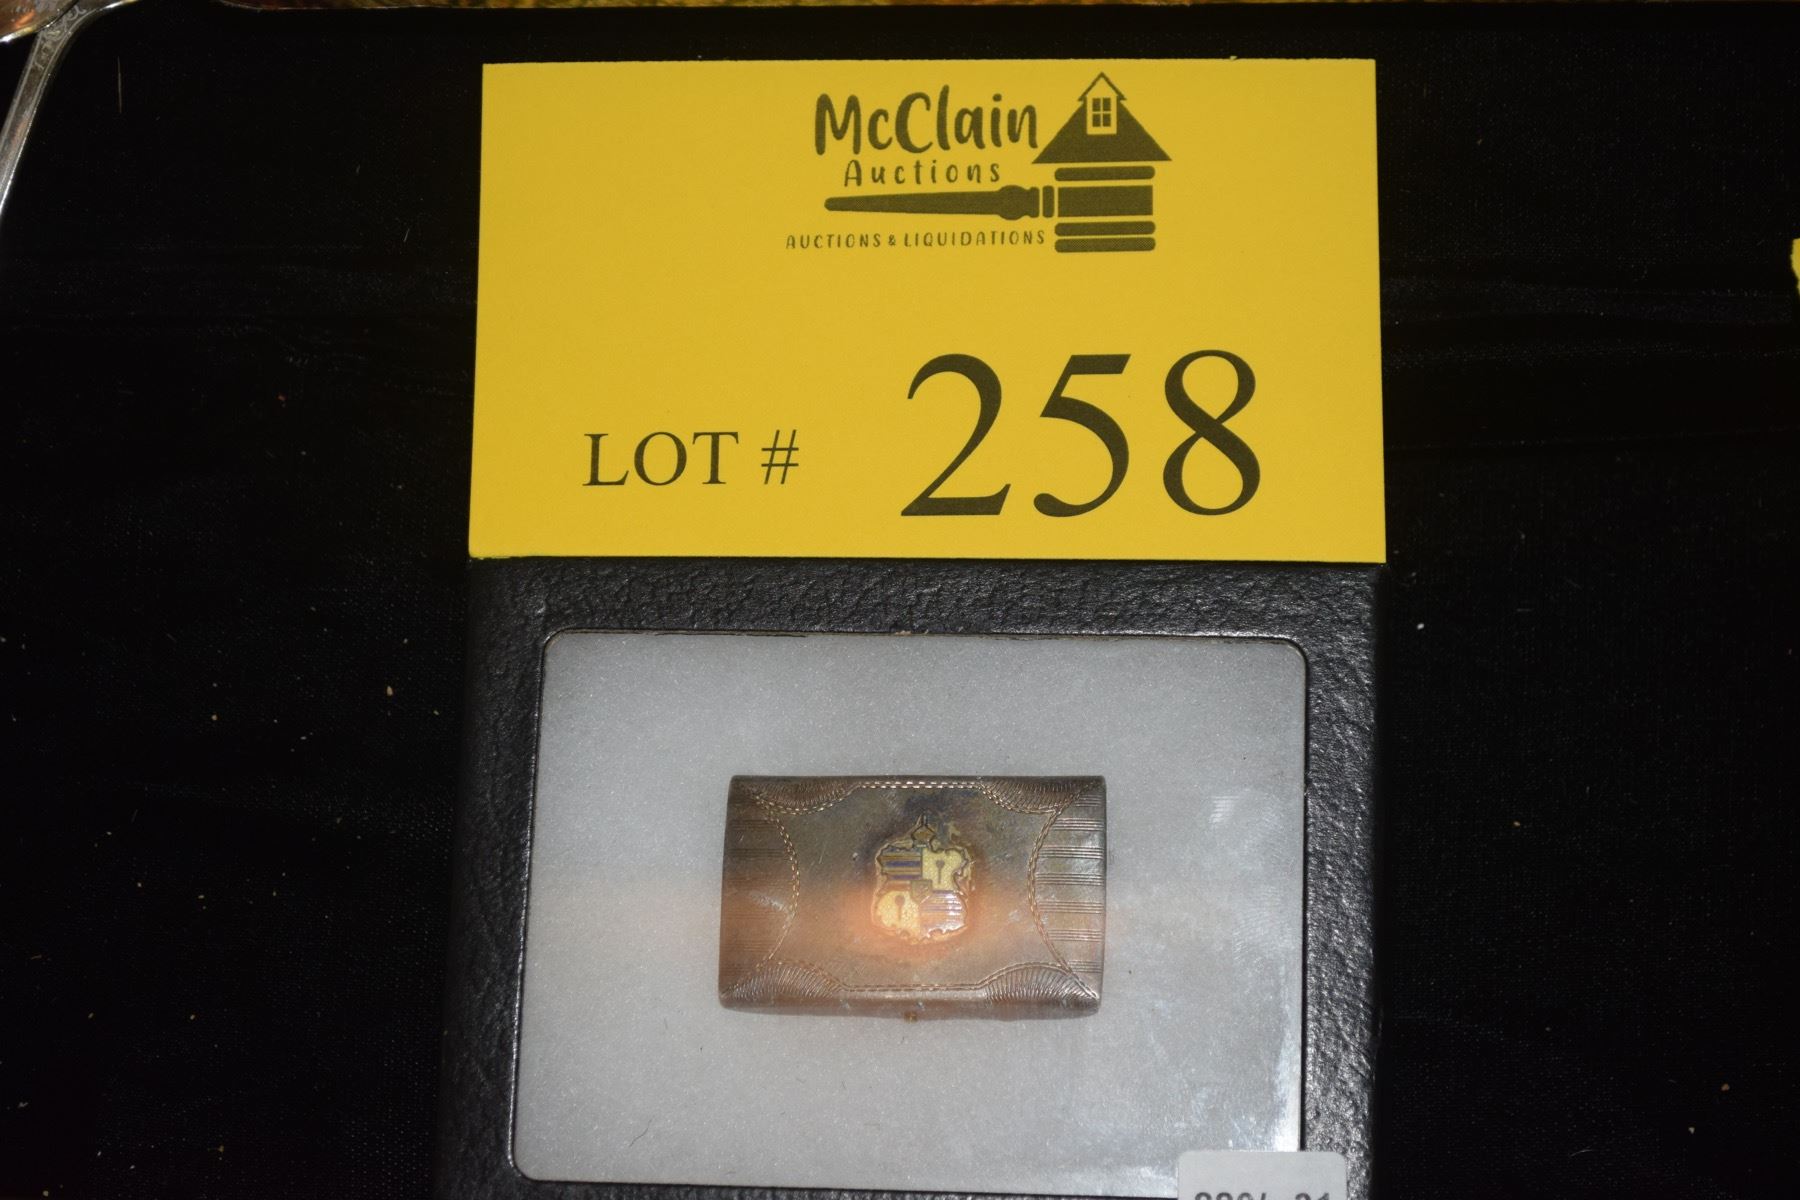 McClain
Auctions
AUCTIONS & LIQUIDATIONS
LOT # 258